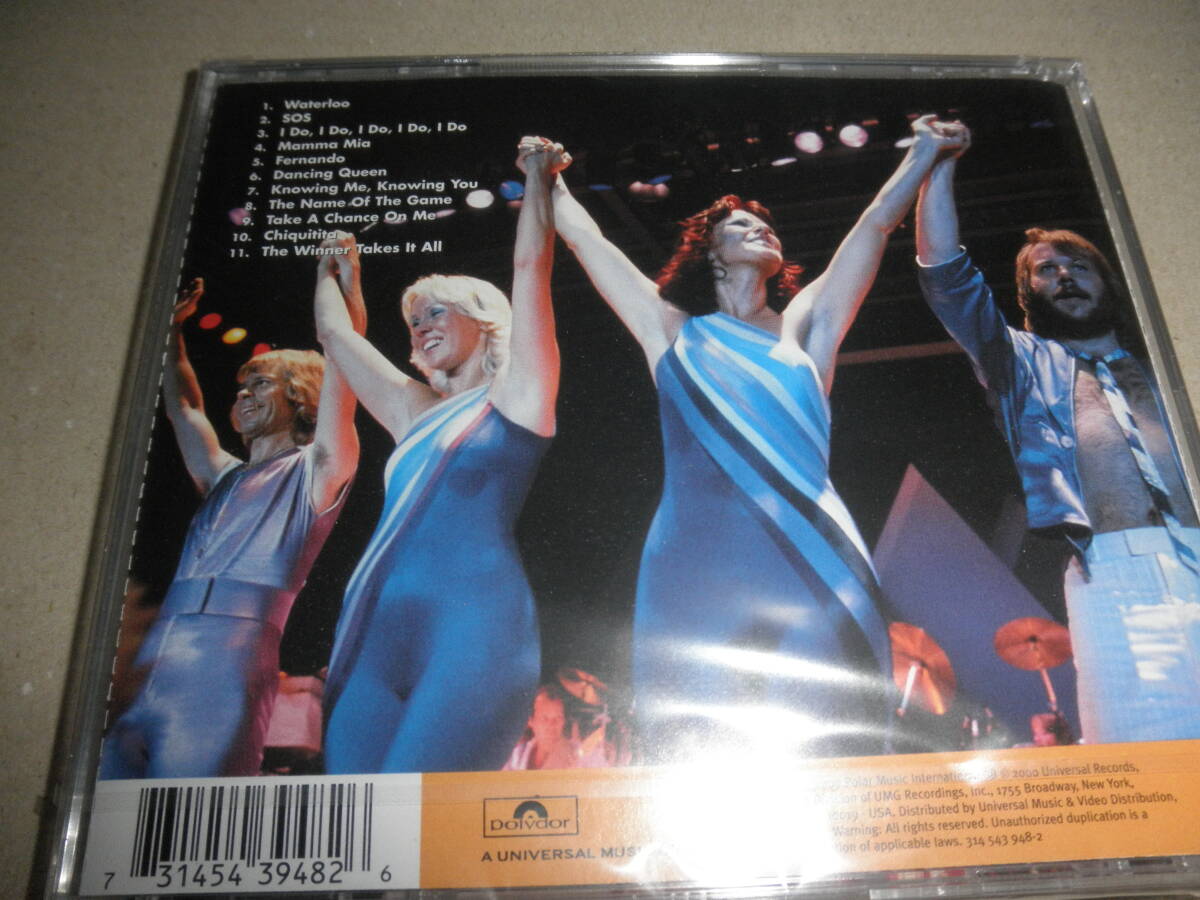 1. Waterloo
2. SOS
3. I Do, I Do, I Do, I Do, I Do
4. Mamma Mia
5. Fernando
6. Dancing Queen
7. Knowing Me, Knowing You
8. The Name Of The Game
9. Take A Chance On Me
10. Chiquitita
11. The Winner Takes It All
Polar Music International AB © 2000 Universal Records,
of UMG Recordings, Inc., 1755 Broadway, New York,
USA. Distributed by Universal Music & Video Distribution,
Warning: All rights reserved. Unauthorized duplication is a
of applicable laws. 314 543 948-2
polydor
A UNIVERSAL
7 31454 39482 6